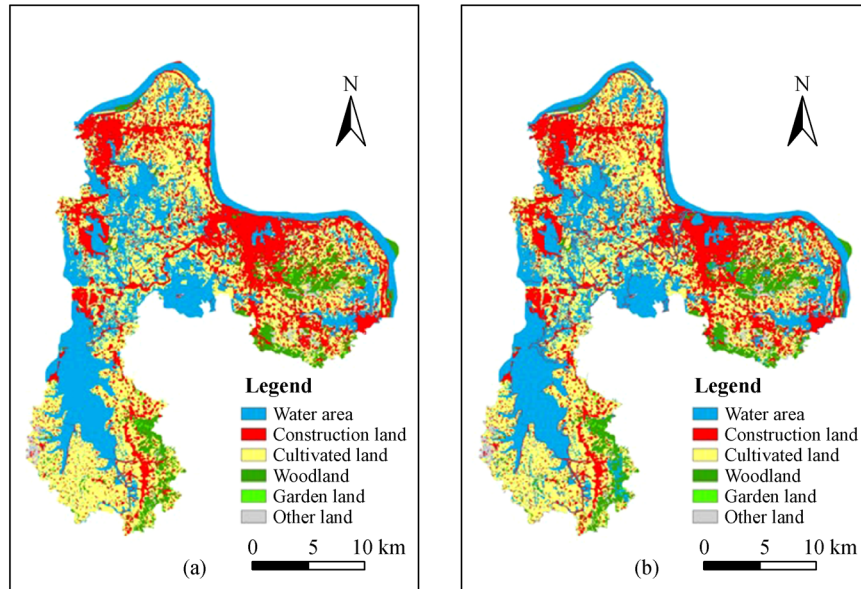 N
Legend
Water area
Construction land
Cultivated land
Woodland
Garden land
Other land
0 5 10 km
(a)
N
Legend
Water area
Construction land
Cultivated land
Woodland
Garden land
Other land
0 5 10 km
(b)